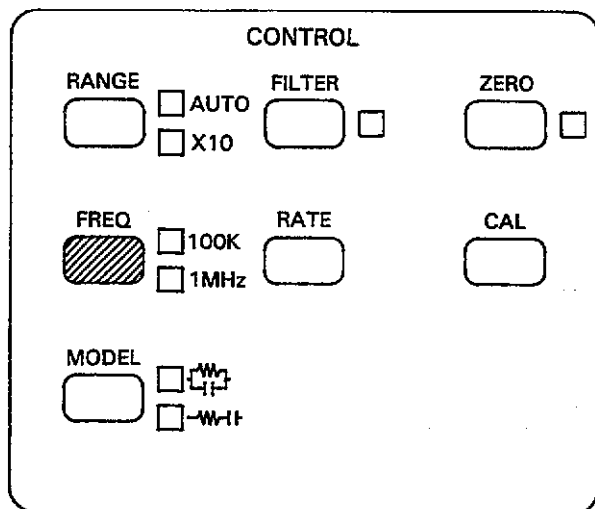 CONTROL
RANGE
AUTO
X10
FILTER
ZERO
FREQ
100K
1MHz
RATE
CAL
MODEL